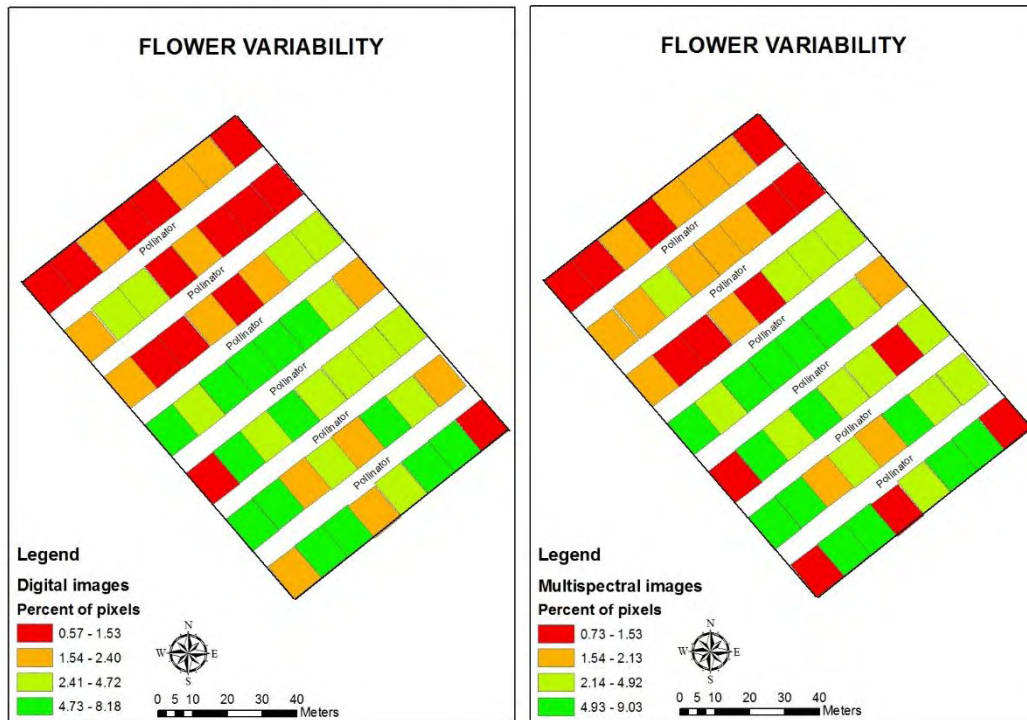 FLOWER VARIABILITY
Pollinator
Pollinator
Pollinator
Pollinator
Pollinator
Pollinator
Legend
Digital images
Percent of pixels
0.57 - 1.53
1.54 - 2.40
2.41 - 4.72
4.73 - 8.18
N
W E
S
0 5 10 20 30 40
Meters
FLOWER VARIABILITY
Pollinator
Pollinator
Pollinator
Pollinator
Pollinator
Pollinator
Legend
Multispectral images
Percent of pixels
0.73 - 1.53
1.54 - 2.13
2.14 - 4.92
4.93 - 9.03
N
W E
S
0 5 10 20 30 40
Meters